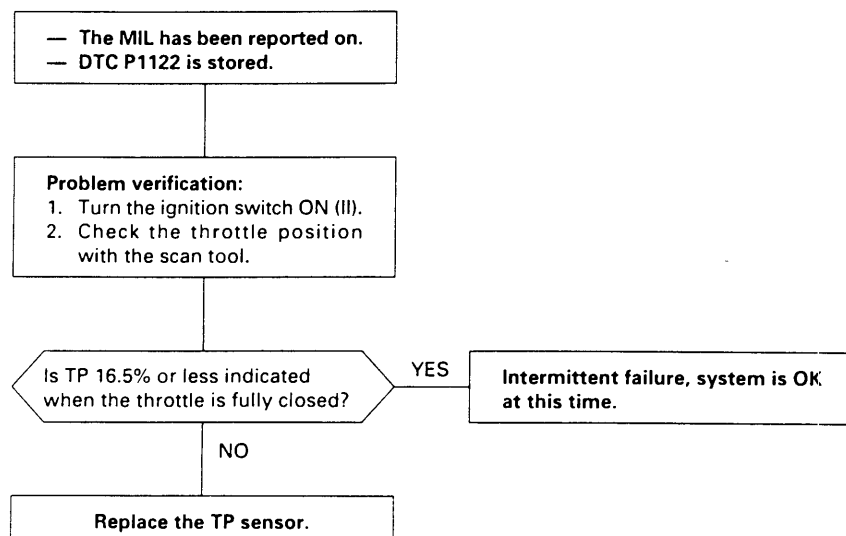 — The MIL has been reported on.
— DTC P1122 is stored.
Problem verification:
1. Turn the ignition switch ON (II).
2. Check the throttle position
with the scan tool.
Is TP 16.5% or less indicated
when the throttle is fully closed?
YES
Intermittent failure, system is OK
at this time.
NO
Replace the TP sensor.